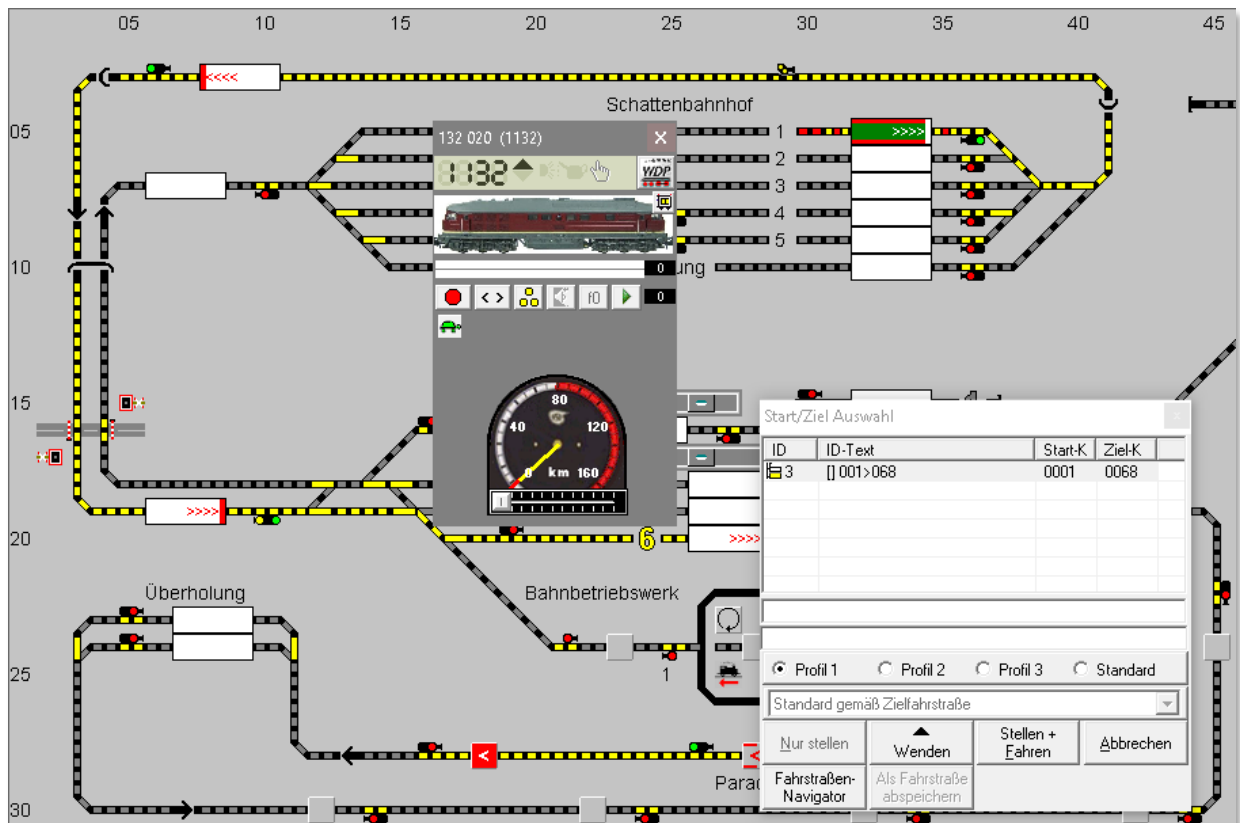 05 10 15 20 25 30 35 40 45
<<<<
Schattenbahnhof
05
1
>>>>
2
3
4
5
10
ung
132 020 (1132)
X
1132
WDP
0
< >
f0
0
80
40
120
0 km 160
15
Start/Ziel Auswahl
x
ID ID-Text Start-K Ziel-K
3 [] 001>068 0001 0068
>>>>
20
6
>>>>
Überholung
Bahnbetriebswerk
25
1
Profil 1 Profil 2 Profil 3 Standard
Standard gemäß Zielfahrstraße
Nur stellen
Wenden
Stellen +
Fahren
Abbrechen
Fahrstraßen-
Navigator
Als Fahrstraße
abspeichern
<
<
Parad
30